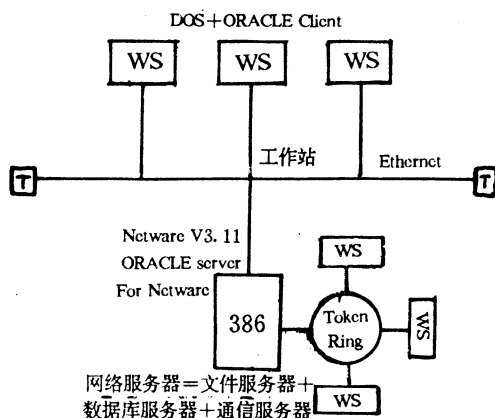 DOS+ORACLE Client
WS WS WS
工作站 Ethernet
T T
Netware V3.11
ORACLE server
For Netware
WS
386
Token
Ring
WS
WS
网络服务器=文件服务器+
数据库服务器+通信服务器